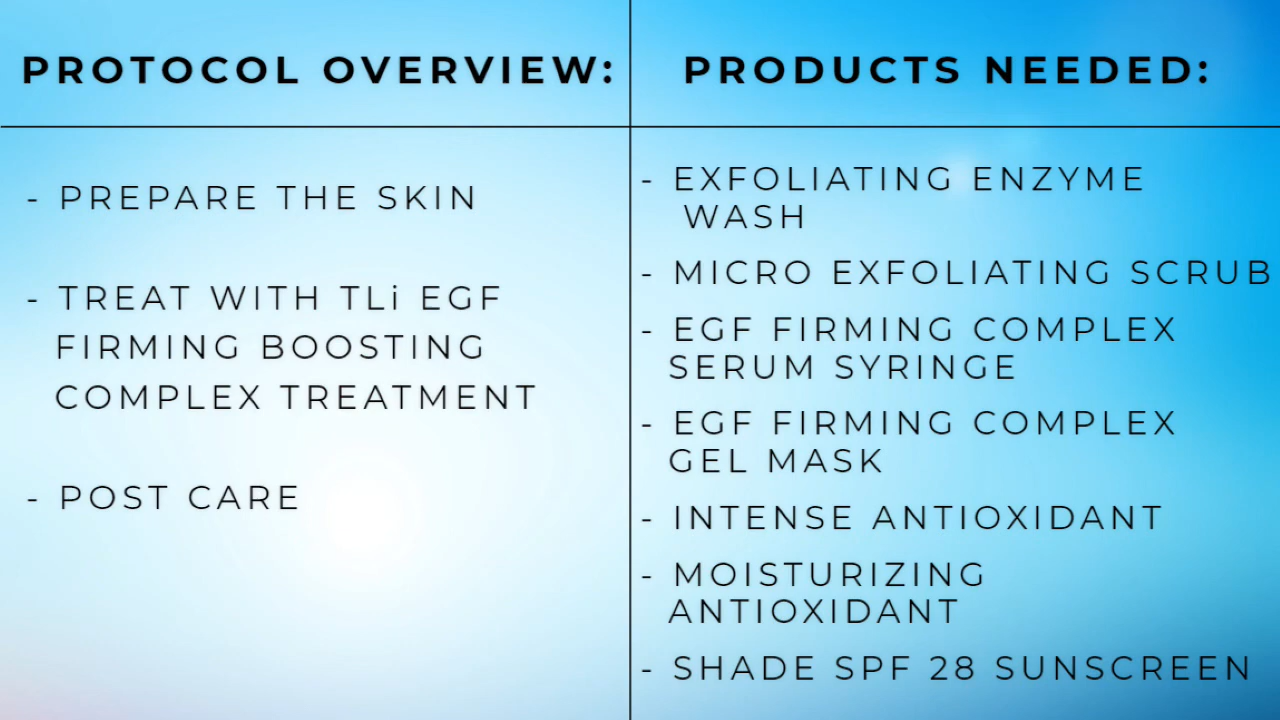 PROTOCOL OVERVIEW:
- PREPARE THE SKIN
- TREAT WITH TLi EGF
FIRMING BOOSTING
COMPLEX TREATMENT
- POST CARE
PRODUCTS NEEDED:
- EXFOLIATING ENZYME
WASH
- MICRO EXFOLIATING SCRUB
- EGF FIRMING COMPLEX
SERUM SYRINGE
- EGF FIRMING COMPLEX
GEL MASK
- INTENSE ANTIOXIDANT
- MOISTURIZING
ANTIOXIDANT
- SHADE SPF 28 SUNSCREEN